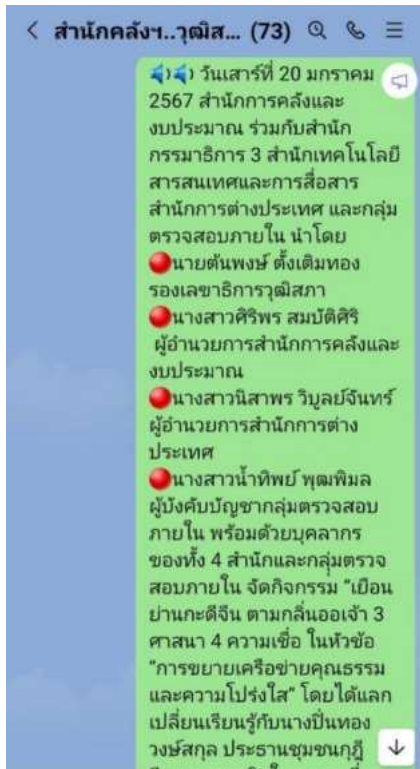 สำนักคลังฯ..วุฒิส... (73)
วันเสาร์ที่ 20 มกราคม
2567 สำนักการคลังและ
งบประมาณ ร่วมกับสำนัก
กรรมาธิการ 3 สำนักเทคโนโลยี
สารสนเทศและการสื่อสาร
สำนักการต่างประเทศ และกลุ่ม
ตรวจสอบภายใน นำโดย
🔴นายตันพงษ์ ตั้งเติมทอง
รองเลขาธิการวุฒิสภา
🔴นางสาวศิริพร สมบัติศิริ
ผู้อำนวยการสำนักการคลังและ
งบประมาณ
🔴นางสาวนิสาพร วิบูลย์จันทร์
ผู้อำนวยการสำนักการต่าง
ประเทศ
🔴นางสาวน้ำทิพย์ พุฒพิมล
ผู้บังคับบัญชากลุ่มตรวจสอบ
ภายใน พร้อมด้วยบุคลากร
ของทั้ง 4 สำนักและกลุ่มตรวจ
สอบภายใน จัดกิจกรรม "เยือน
ย่านกะดีจีน ตามกลิ่นออเจ้า 3
ศาสนา 4 ความเชื่อ ในหัวข้อ
"การขยายเครือข่ายคุณธรรม
และความโปร่งใส" โดยได้แลก
เปลี่ยนเรียนรู้กับนางปิ่นทอง
วงษ์สกุล ประธานชุมชนกุฎี